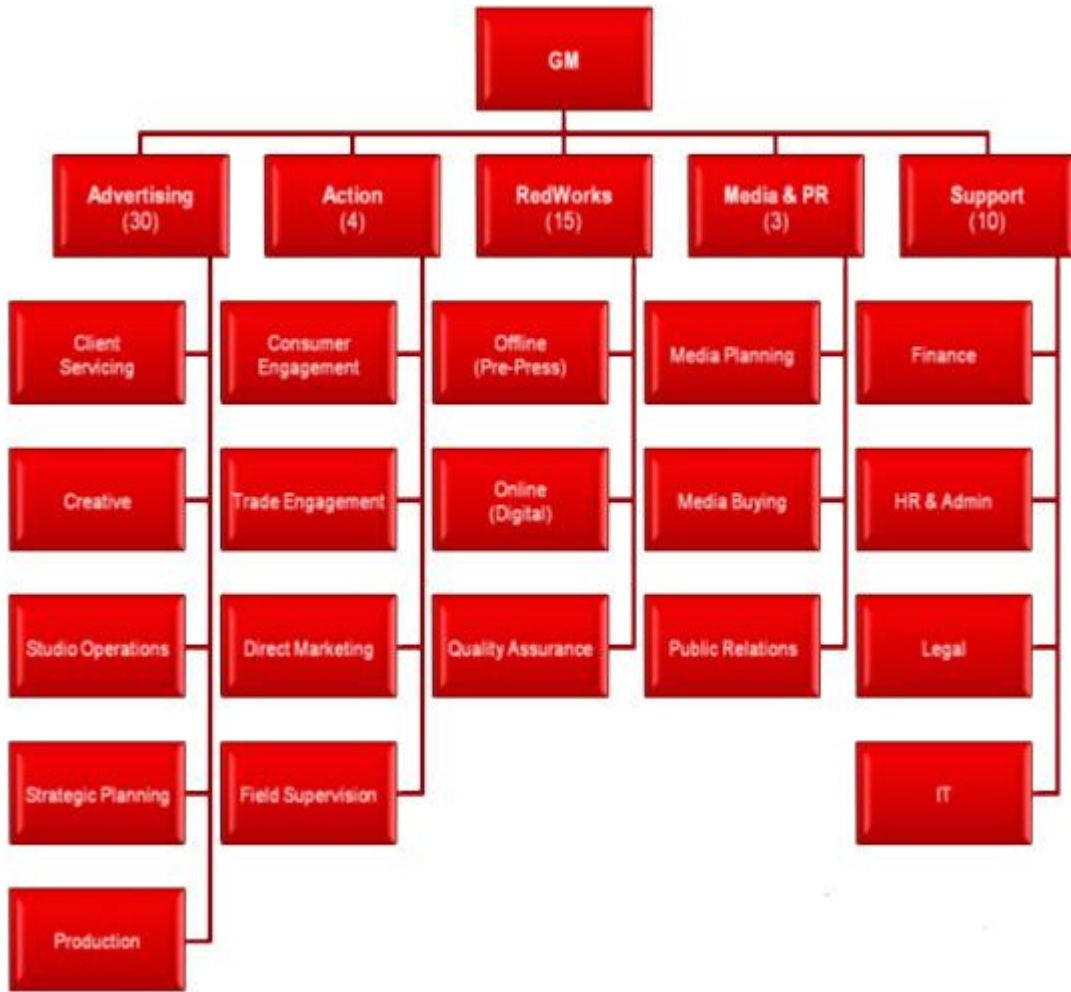 GM
Advertising
(30)
Action
(4)
RedWorks
(15)
Media & PR
(3)
Support
(10)
Client
Servicing
Consumer
Engagement
Offline
(Pre-Press)
Media Planning
Finance
Creative
Trade Engagement
Online
(Digital)
Media Buying
HR & Admin
Studio Operations
Direct Marketing
Quality Assurance
Public Relations
Legal
Strategic Planning
Field Supervision
IT
Production